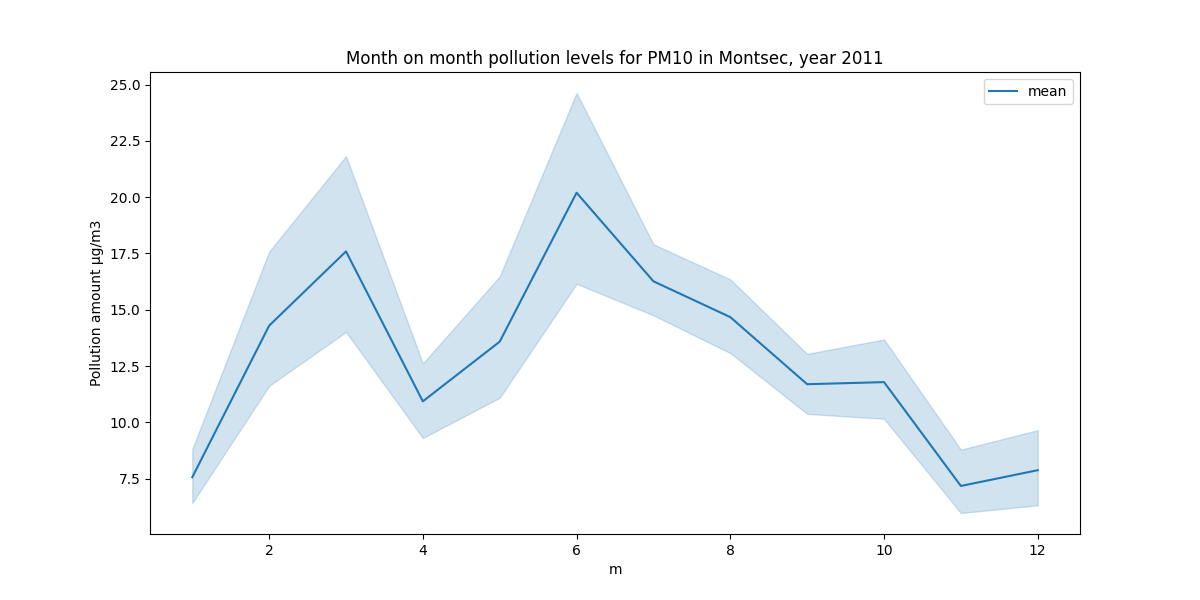 Month on month pollution levels for PM10 in Montsec, year 2011
mean
Pollution amount µg/m3
25.0
22.5
20.0
17.5
15.0
12.5
10.0
7.5
2 4 6 8 10 12
m